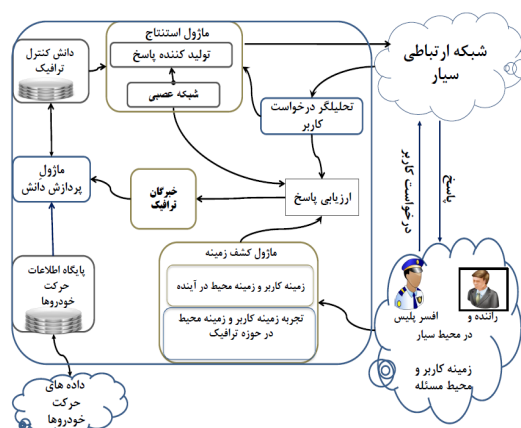 ماژول استنتاج
تولید کننده پاسخ
شبکه عصبی
دانش کنترل
ترافیک
شبکه ارتباطی
سیار
تحلیلگر درخواست
کاربر
ماژول
پردازش دانش
خبرگان
ترافیک
ارزیابی پاسخ
درخواست کاربر
پاسخ
ماژول کشف زمینه
زمینه کاربر و زمینه محیط در آینده
تجربه زمینه کاربر و زمینه محیط
در حوزه ترافیک
پایگاه اطلاعات
حرکت
خودروها
راننده و
افسر پلیس
در محیط سیار
زمینه کاربر و
محیط مسئله
داده های
حرکت
خودروها